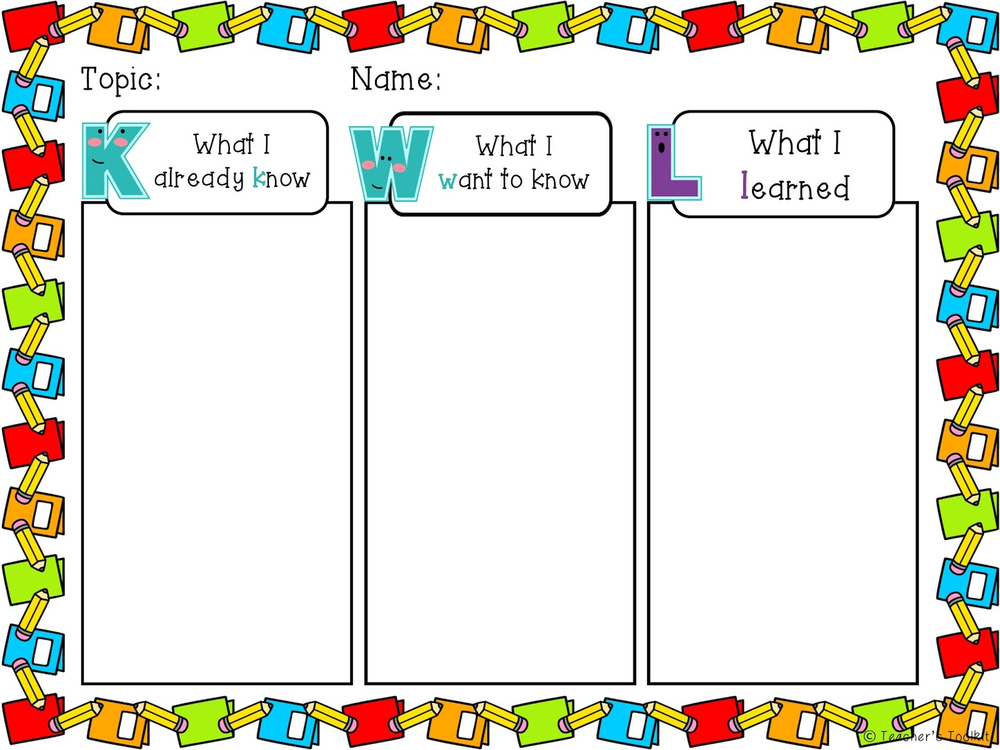 Topic:
Name:
K
What I
already know
W
What I
want to know
L
What I
learned
© Teacher's Toolkit